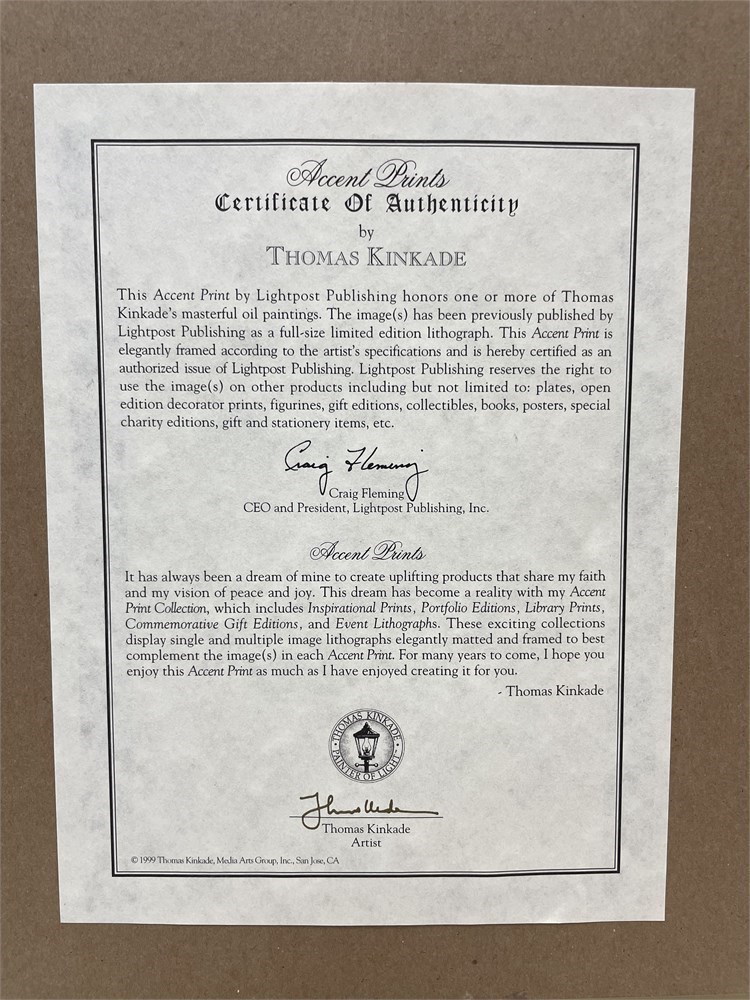 Accent Prints
Certificate Of Authenticity
by
THOMAS KINKADE
This Accent Print by Lightpost Publishing honors one or more of Thomas
Kinkade's masterful oil paintings. The image(s) has been previously published by
Lightpost Publishing as a full-size limited edition lithograph. This Accent Print is
elegantly framed according to the artist's specifications and is hereby certified as an
authorized issue of Lightpost Publishing. Lightpost Publishing reserves the right to
use the image(s) on other products including but not limited to: plates, open
edition decorator prints, figurines, gift editions, collectibles, books, posters, special
charity editions, gift and stationery items, etc.
Craig Fleming
Craig Fleming
CEO and President, Lightpost Publishing, Inc.
Accent Prints
It has always been a dream of mine to create uplifting products that share my faith
and my vision of peace and joy. This dream has become a reality with my Accent
Print Collection, which includes Inspirational Prints, Portfolio Editions, Library Prints,
Commemorative Gift Editions, and Event Lithographs. These exciting collections
display single and multiple image lithographs elegantly matted and framed to best
complement the image(s) in each Accent Print. For many years to come, I hope you
enjoy this Accent Print as much as I have enjoyed creating it for you.
- Thomas Kinkade
THOMAS KINKADE
PAINTER OF LIGHT
Thomas Kinkade
Artist
© 1999 Thomas Kinkade, Media Arts Group, Inc., San Jose, CA